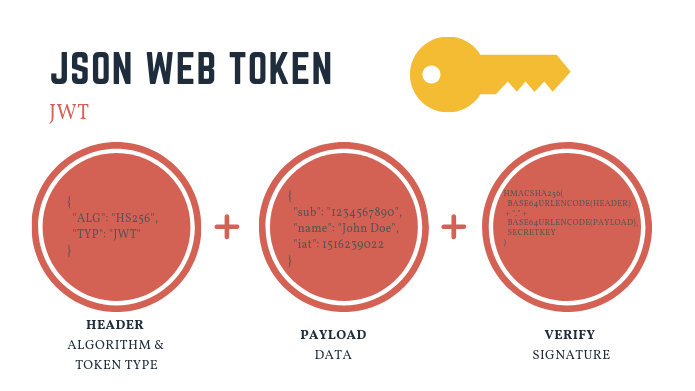 JSON WEB TOKEN
JWT
{
"ALG": "HS256",
"TYP": "JWT"
}
{
"sub": "1234567890",
"name": "John Doe",
"iat": 1516239022
}
HMACSHA256(
BASE64URLENCODE(HEADER)
+ "." +
BASE64URLENCODE(PAYLOAD),
SECRETKEY
)
+
+
HEADER
ALGORITHM &
TOKEN TYPE
PAYLOAD
DATA
VERIFY
SIGNATURE